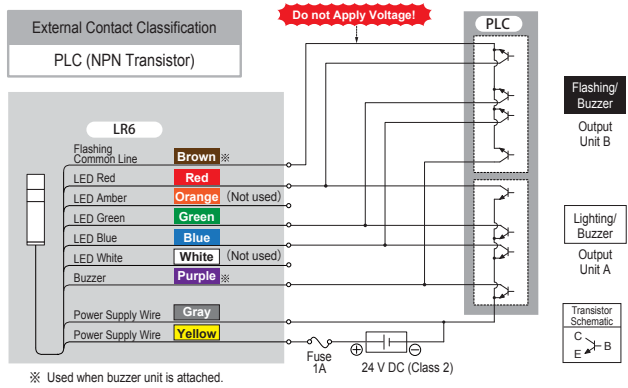 External Contact Classification
PLC (NPN Transistor)
Do not Apply Voltage!
PLC
LR6
Flashing
Common Line
Brown ※
LED Red
Red
LED Amber
Orange (Not used)
LED Green
Green
LED Blue
Blue
LED White
White (Not used)
Buzzer
Purple ※
Power Supply Wire
Gray
Power Supply Wire
Yellow
Fuse
1A
⊕ ⊖
24 V DC (Class 2)
※ Used when buzzer unit is attached.
Flashing/
Buzzer
Output
Unit B
Lighting/
Buzzer
Output
Unit A
Transistor
Schematic
C
B
E